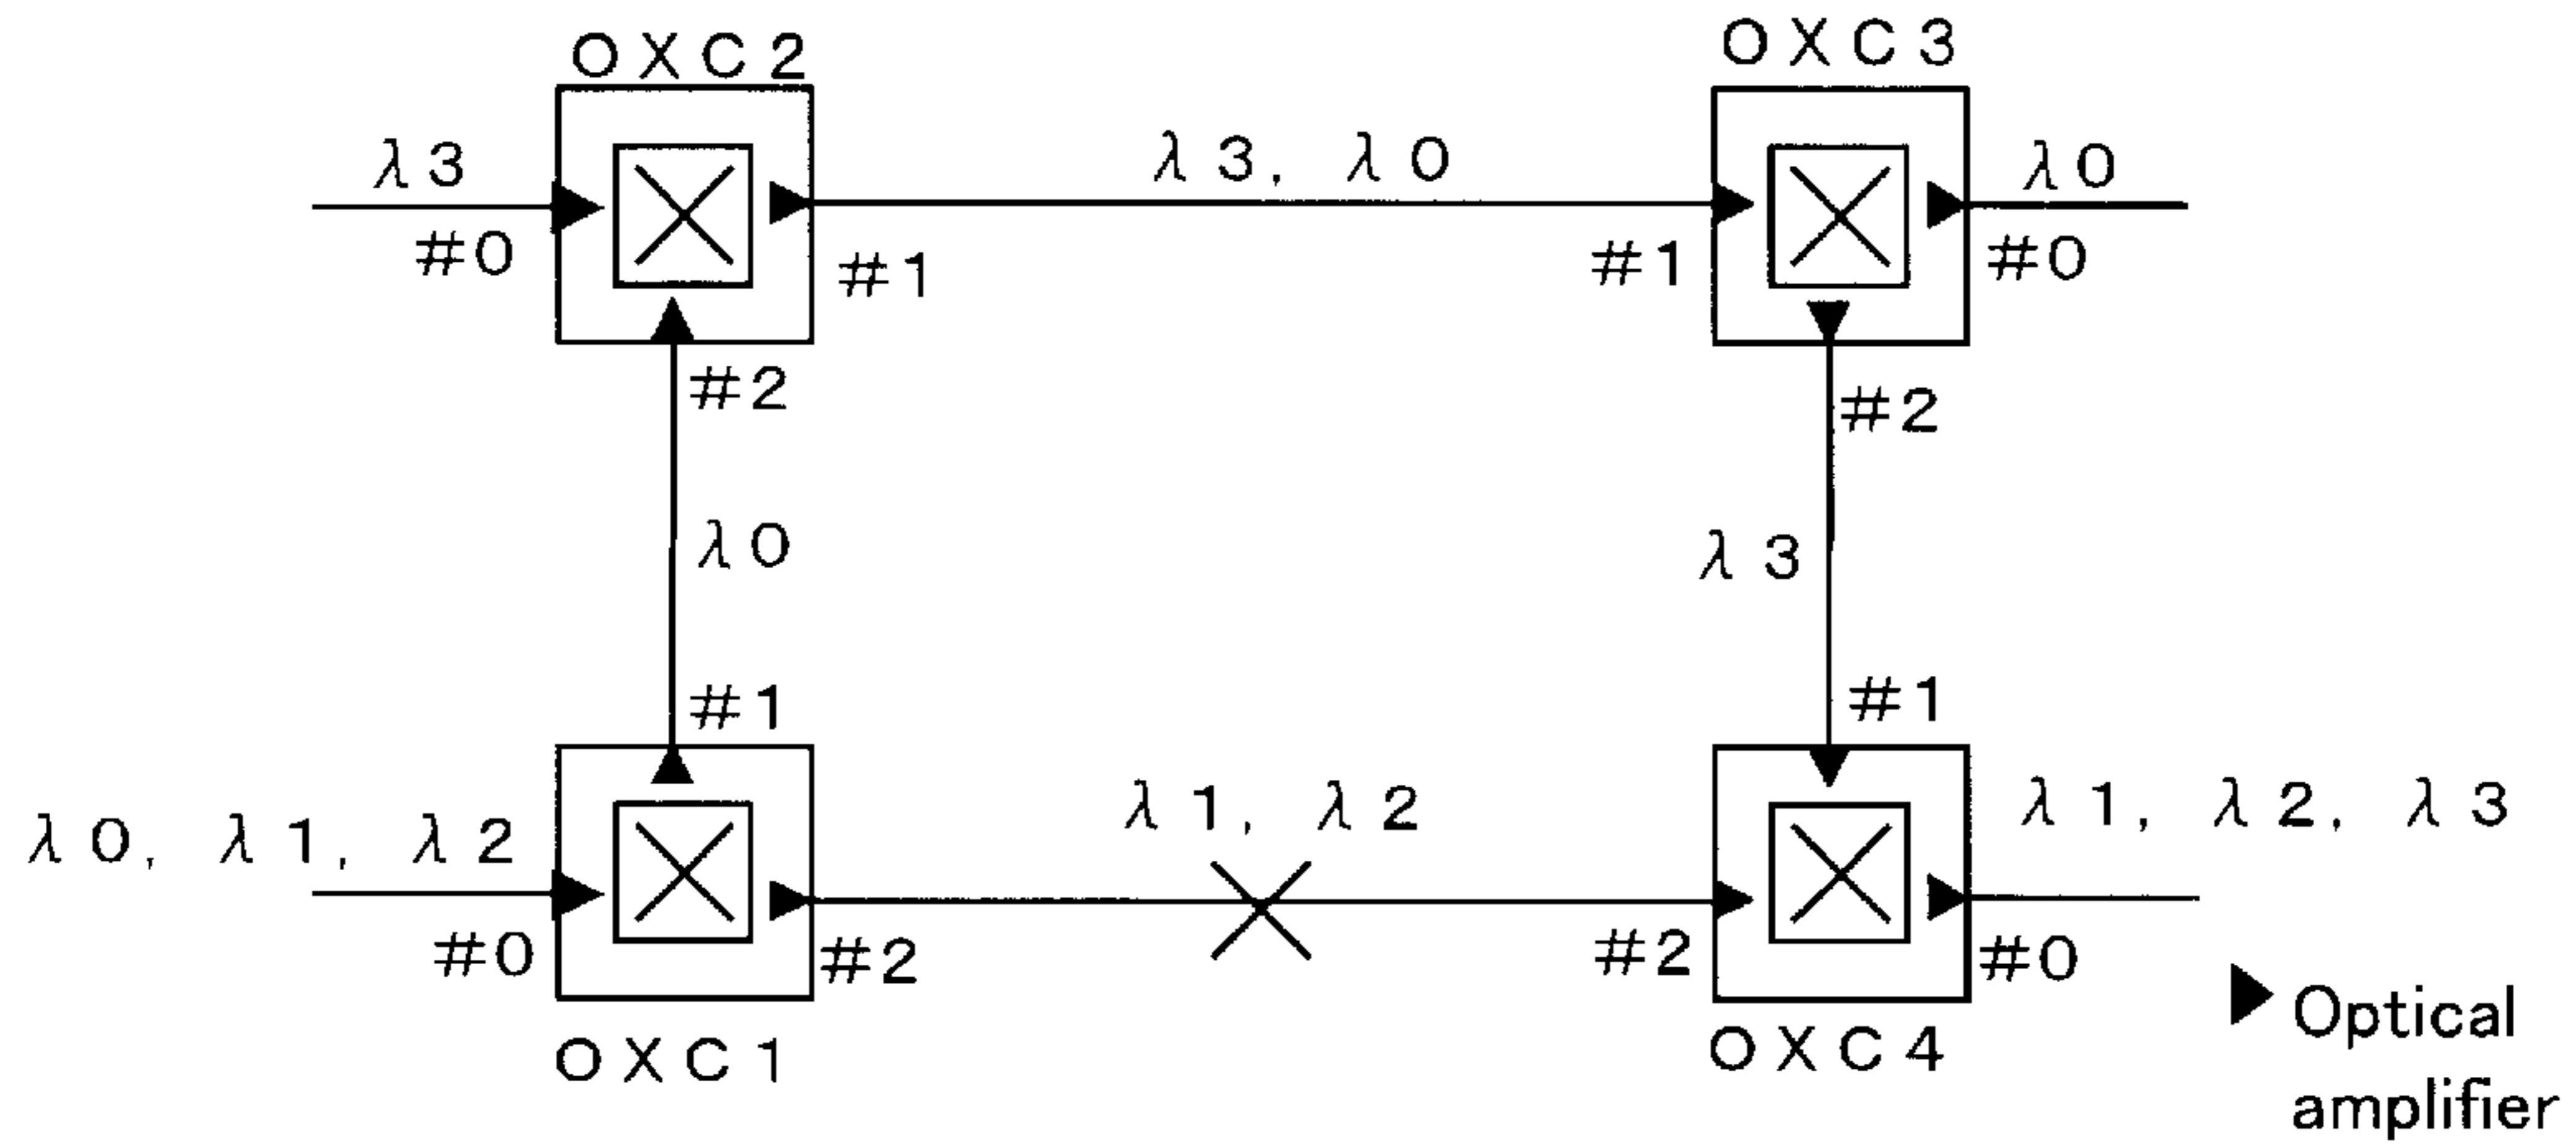 OXC2
OXC3
λ3
λ3, λ0
λ0
#0
#1
#1
#0
#2
#2
λ0
λ3
#1
#1
λ0, λ1, λ2
λ1, λ2
λ1, λ2, λ3
#0
#2
#2
#0
OXC1
OXC4
Optical
amplifier